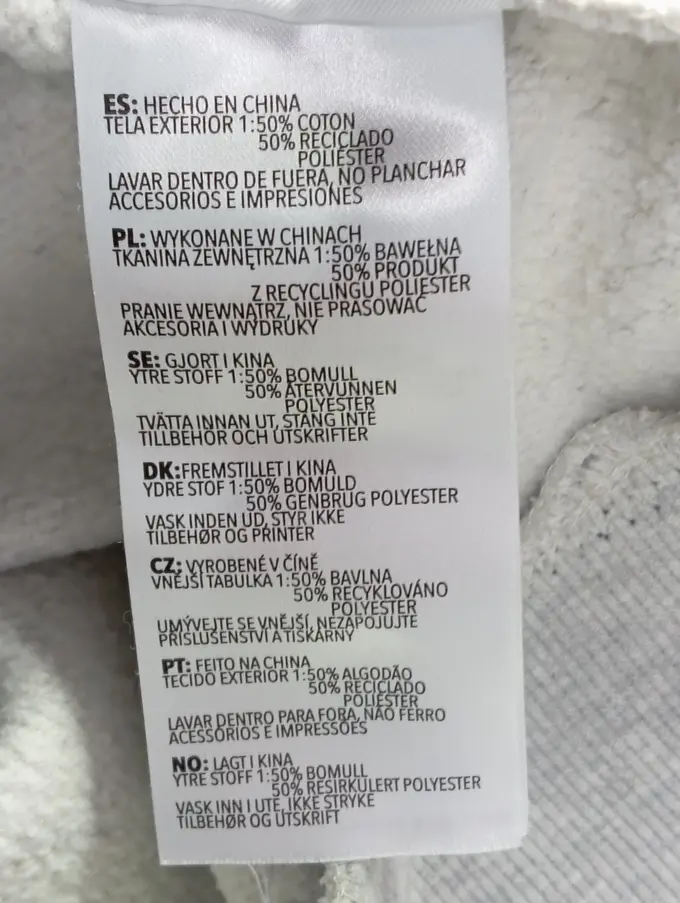 ES: HECHO EN CHINA
TELA EXTERIOR 1:50% COTON
50% RECICLADO
POLIESTER
LAVAR DENTRO DE FUERA, NO PLANCHAR
ACCESORIOS E IMPRESIONES
PL: WYKONANE W CHINACH
TKANINA ZEWNĘTRZNA 1:50% BAWEŁNA
50% PRODUKT
Z RECYCLINGU POLIESTER
PRANIE WEWNĄTRZ, NIE PRASOWAĆ
AKCESORIA I WYDRUKY
SE: GJORT I KINA
YTRE STOFF 1:50% BOMULL
50% ÅTERVUNNEN
POLYESTER
TVÄTTA INNAN UT, STÄNG INTE
TILLBEHÖR OCH UTSKRIFTER
DK:FREMSTILLET I KINA
YDRE STOF 1:50% BOMULD
50% GENBRUG POLYESTER
VASK INDEN UD, STYR IKKE
TILBEHØR OG PRINTER
CZ: VYROBENÉ V ČÍNĚ
VNĚJŠÍ TABULKA 1:50% BAVLNA
50% RECYKLOVÁNO
POLYESTER
UMÝVEJTE SE VNĚJŠÍ, NEZAPOJUJTE
PŘÍSLUŠENSTVÍ A TISKÁRNY
PT: FEITO NA CHINA
TECIDO EXTERIOR 1:50% ALGODÃO
50% RECICLADO
POLIÉSTER
LAVAR DENTRO PARA FORA, NÃO FERRO
ACESSÓRIOS E IMPRESSÕES
NO: LAGT I KINA
YTRE STOFF 1:50% BOMULL
50% RESIRKULERT POLYESTER
VASK INN I UTE, IKKE STRYKE
TILBEHØR OG UTSKRIFT